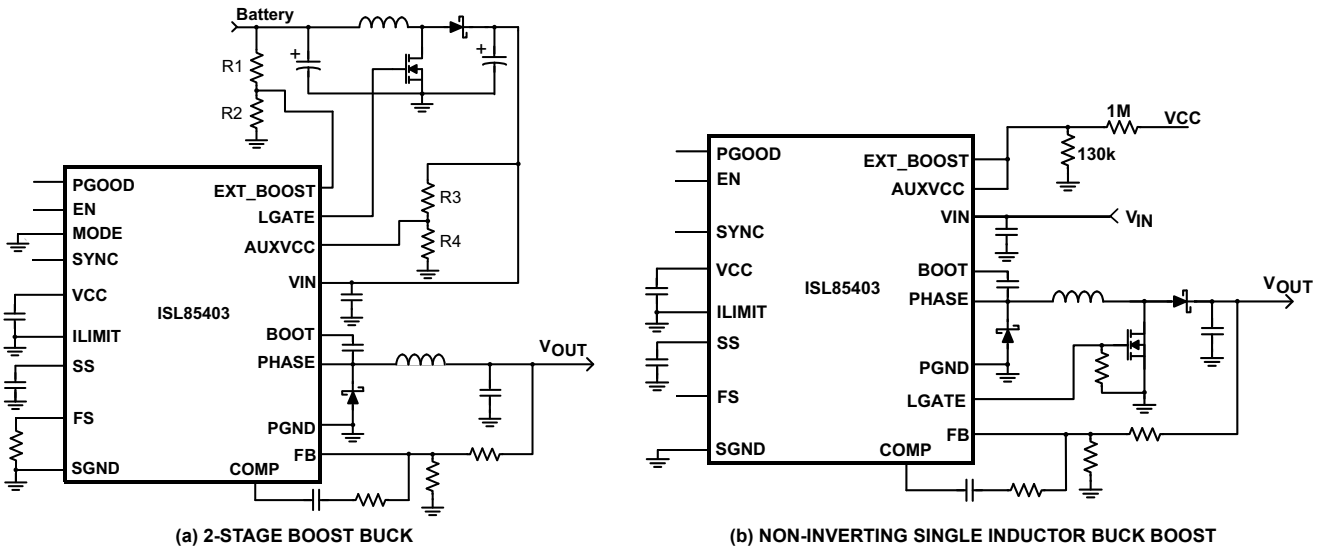 Battery
+
+
R1
R2
R3
R4
PGOOD
EN
MODE
SYNC
VCC
ILIMIT
SS
FS
SGND
ISL85403
EXT_BOOST
LGATE
AUXVCC
VIN
BOOT
PHASE
PGND
FB
COMP
VOUT
(a) 2-STAGE BOOST BUCK
1M
VCC
130k
PGOOD
EN
SYNC
VCC
ILIMIT
SS
FS
SGND
ISL85403
EXT_BOOST
AUXVCC
VIN
VIN
BOOT
PHASE
PGND
LGATE
FB
COMP
VOUT
(b) NON-INVERTING SINGLE INDUCTOR BUCK BOOST